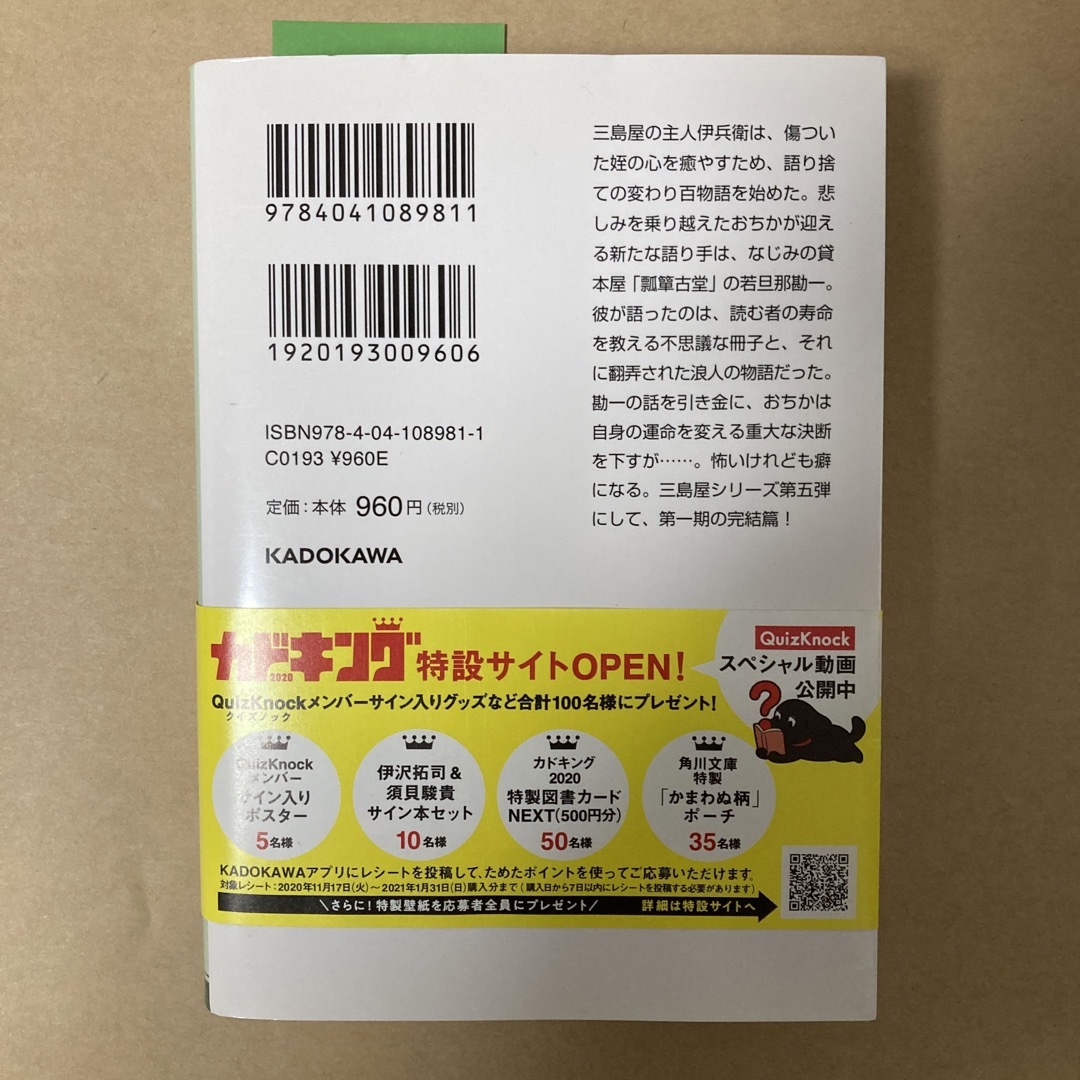 9784041089811
1920193009606
ISBN978-4-04-108981-1
C0193 ¥960E
定価：本体 960円（税別）
KADOKAWA
三島屋の主人伊兵衛は、傷つい
た姪の心を癒やすため、語り捨
ての変わり百物語を始めた。悲
しみを乗り越えたおちかが迎え
る新たな語り手は、なじみの貸
本屋「瓢箪古堂」の若旦那勘一。
彼が語ったのは、読む者の寿命
を教える不思議な冊子と、それ
に翻弄された浪人の物語だった。
勘一の話を引き金に、おちかは
自身の運命を変える重大な決断
を下すが……。怖いけれども癖
になる。三島屋シリーズ第五弾
にして、第一期の完結篇！
カドキング
2020
特設サイトOPEN！
QuizKnock
スペシャル動画
公開中
QuizKnockメンバーサイン入りグッズなど合計100名様にプレゼント！
クイズノック
QuizKnock
メンバー
サイン入り
ポスター
5名様
伊沢拓司＆
須貝駿貴
サイン本セット
10名様
カドキング
2020
特製図書カード
NEXT（500円分）
50名様
角川文庫
特製
「かまわぬ柄」
ポーチ
35名様
KADOKAWAアプリにレシートを投稿して、ためたポイントを使ってご応募いただけます。
対象レシート：2020年11月17日（火）～2021年1月31日（日）購入分まで（購入日から7日以内にレシートを投稿する必要があります）
＼さらに！特製壁紙を応募者全員にプレゼント／ 詳細は特設サイトへ